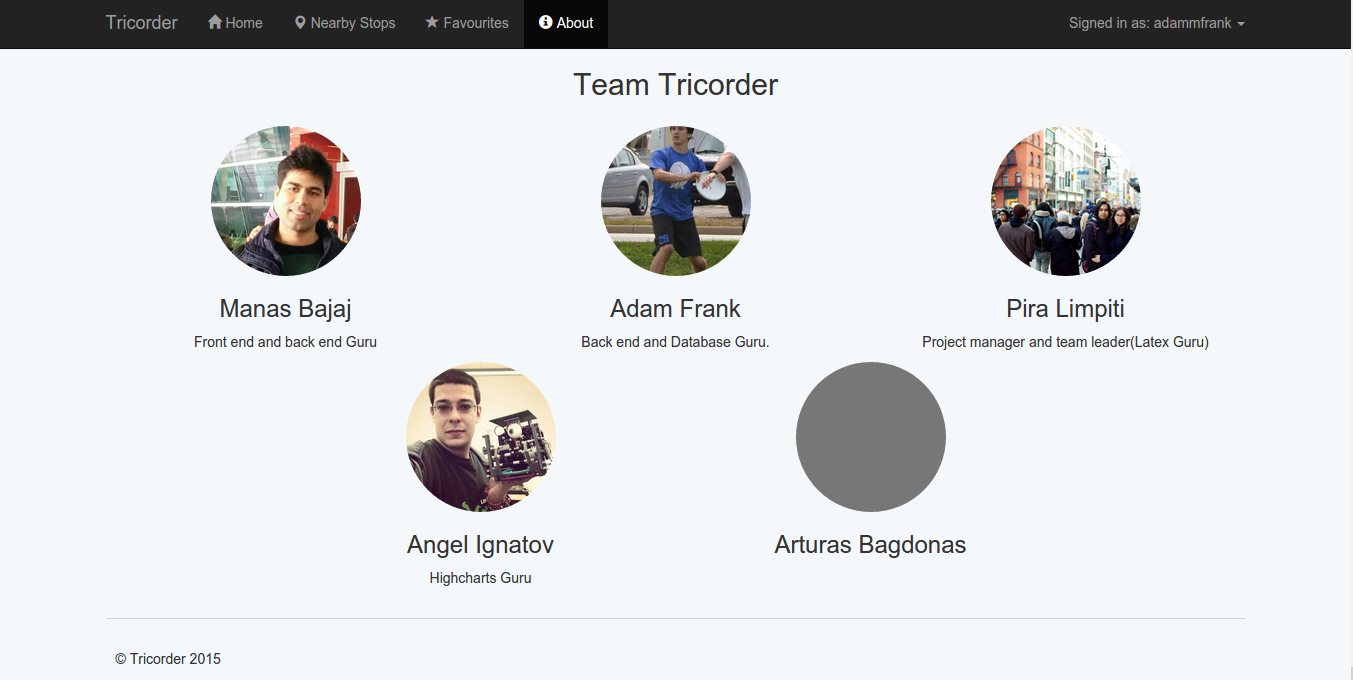 Tricorder Home Nearby Stops Favourites About Signed in as: adammfrank
Team Tricorder
Manas Bajaj Adam Frank Pira Limpiti
Front end and back end Guru Back end and Database Guru. Project manager and team leader(Latex Guru)
Angel Ignatov Arturas Bagdonas
Highcharts Guru
© Tricorder 2015